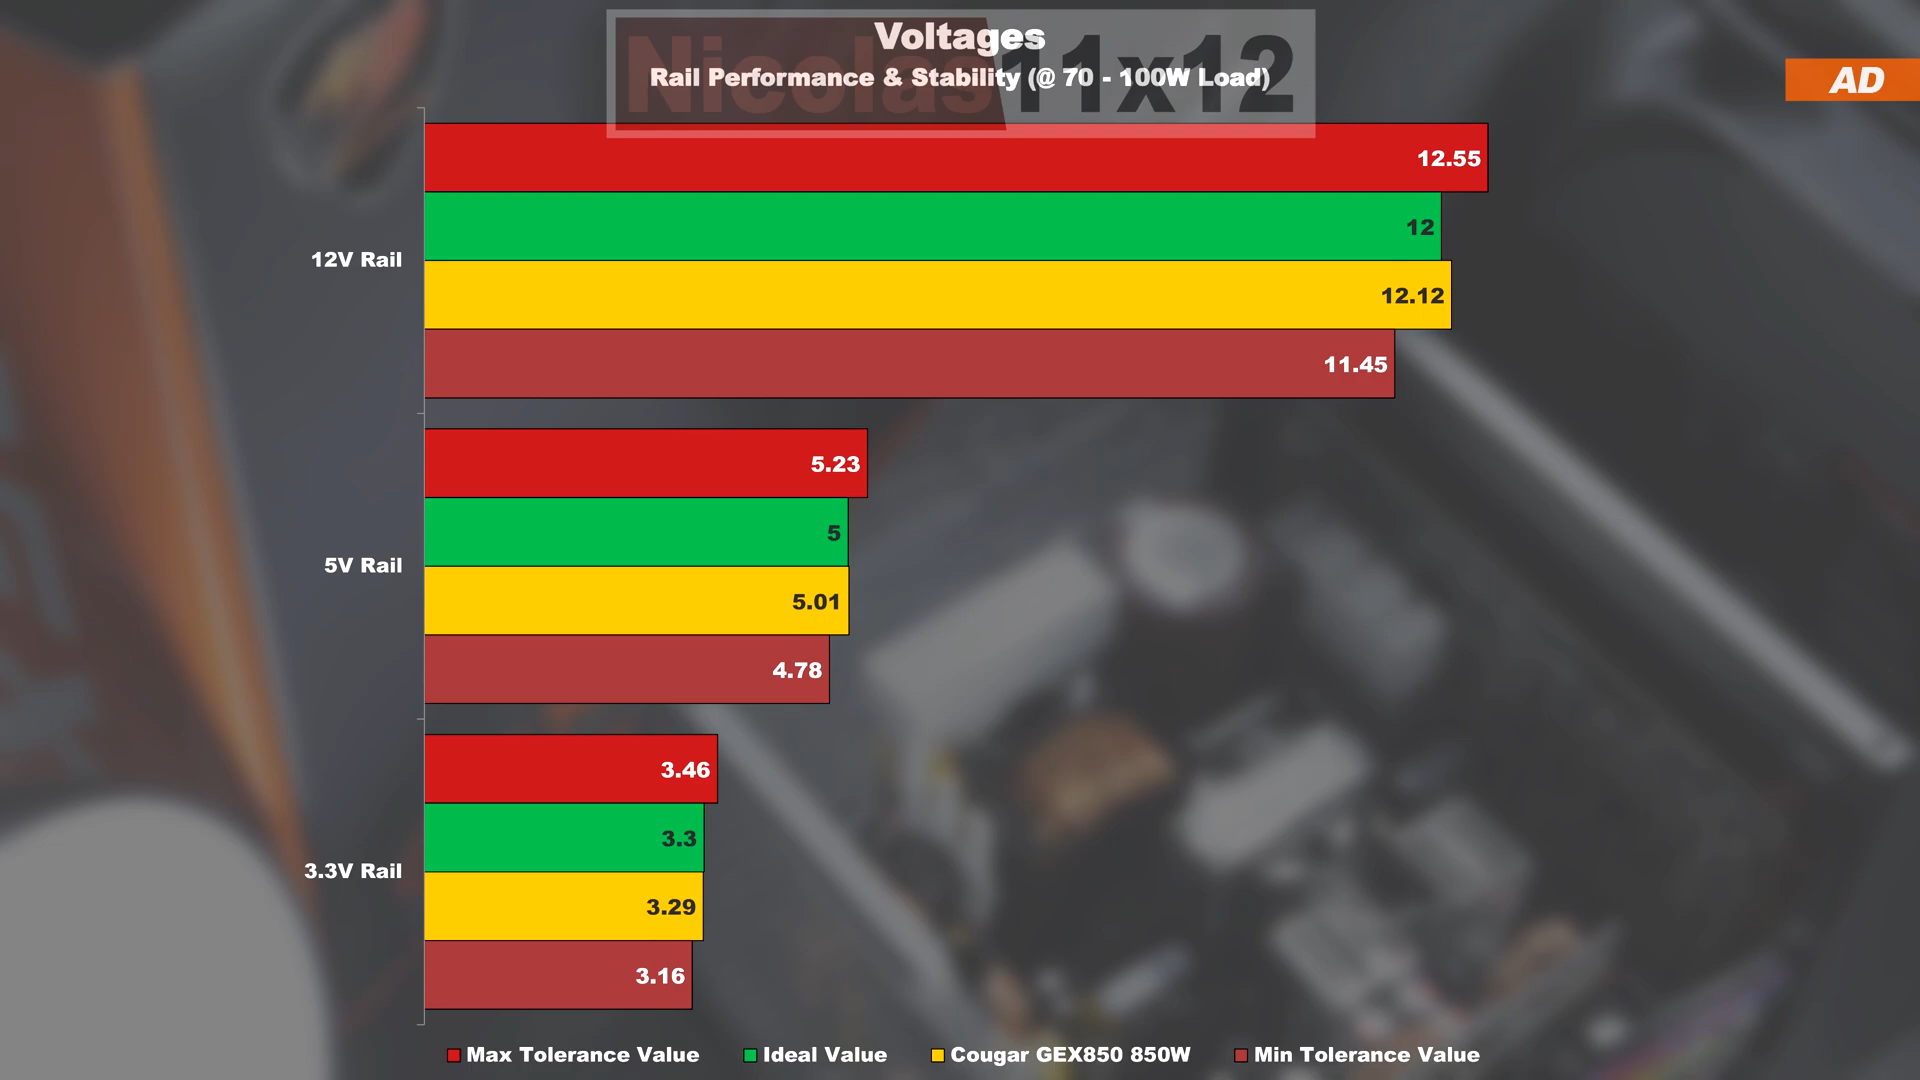 Nicolas11x12
Voltages
Rail Performance & Stability (@ 70 - 100W Load)
AD
12V Rail
12.55
12
12.12
11.45
5V Rail
5.23
5
5.01
4.78
3.3V Rail
3.46
3.3
3.29
3.16
Max Tolerance Value
Ideal Value
Cougar GEX850 850W
Min Tolerance Value